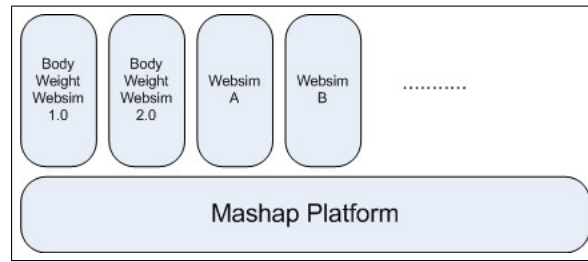 Body
Weight
Websim
1.0
Body
Weight
Websim
2.0
Websim
A
Websim
B
...........
Mashap Platform